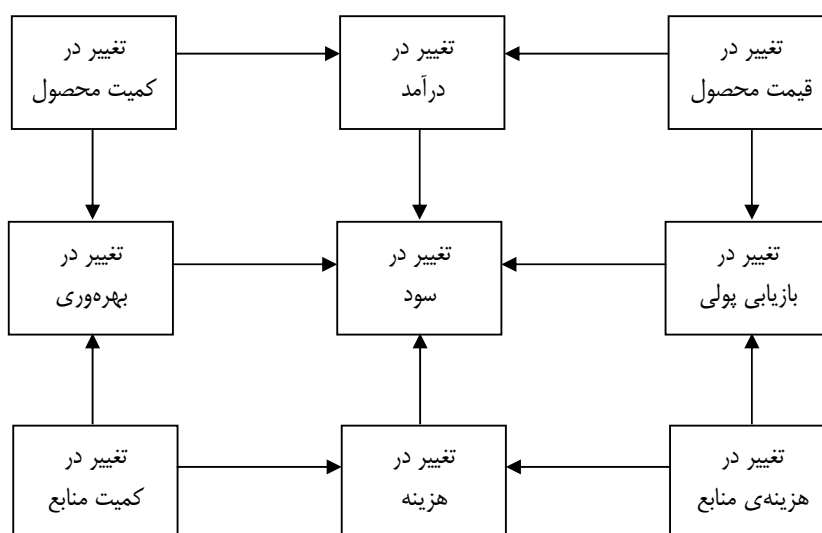 تغییر در
قیمت محصول
تغییر در
درآمد
تغییر در
کمیت محصول
تغییر در
بازیابی پولی
تغییر در
سود
تغییر در
بهره‌وری
تغییر در
هزینه‌ی منابع
تغییر در
هزینه
تغییر در
کمیت منابع